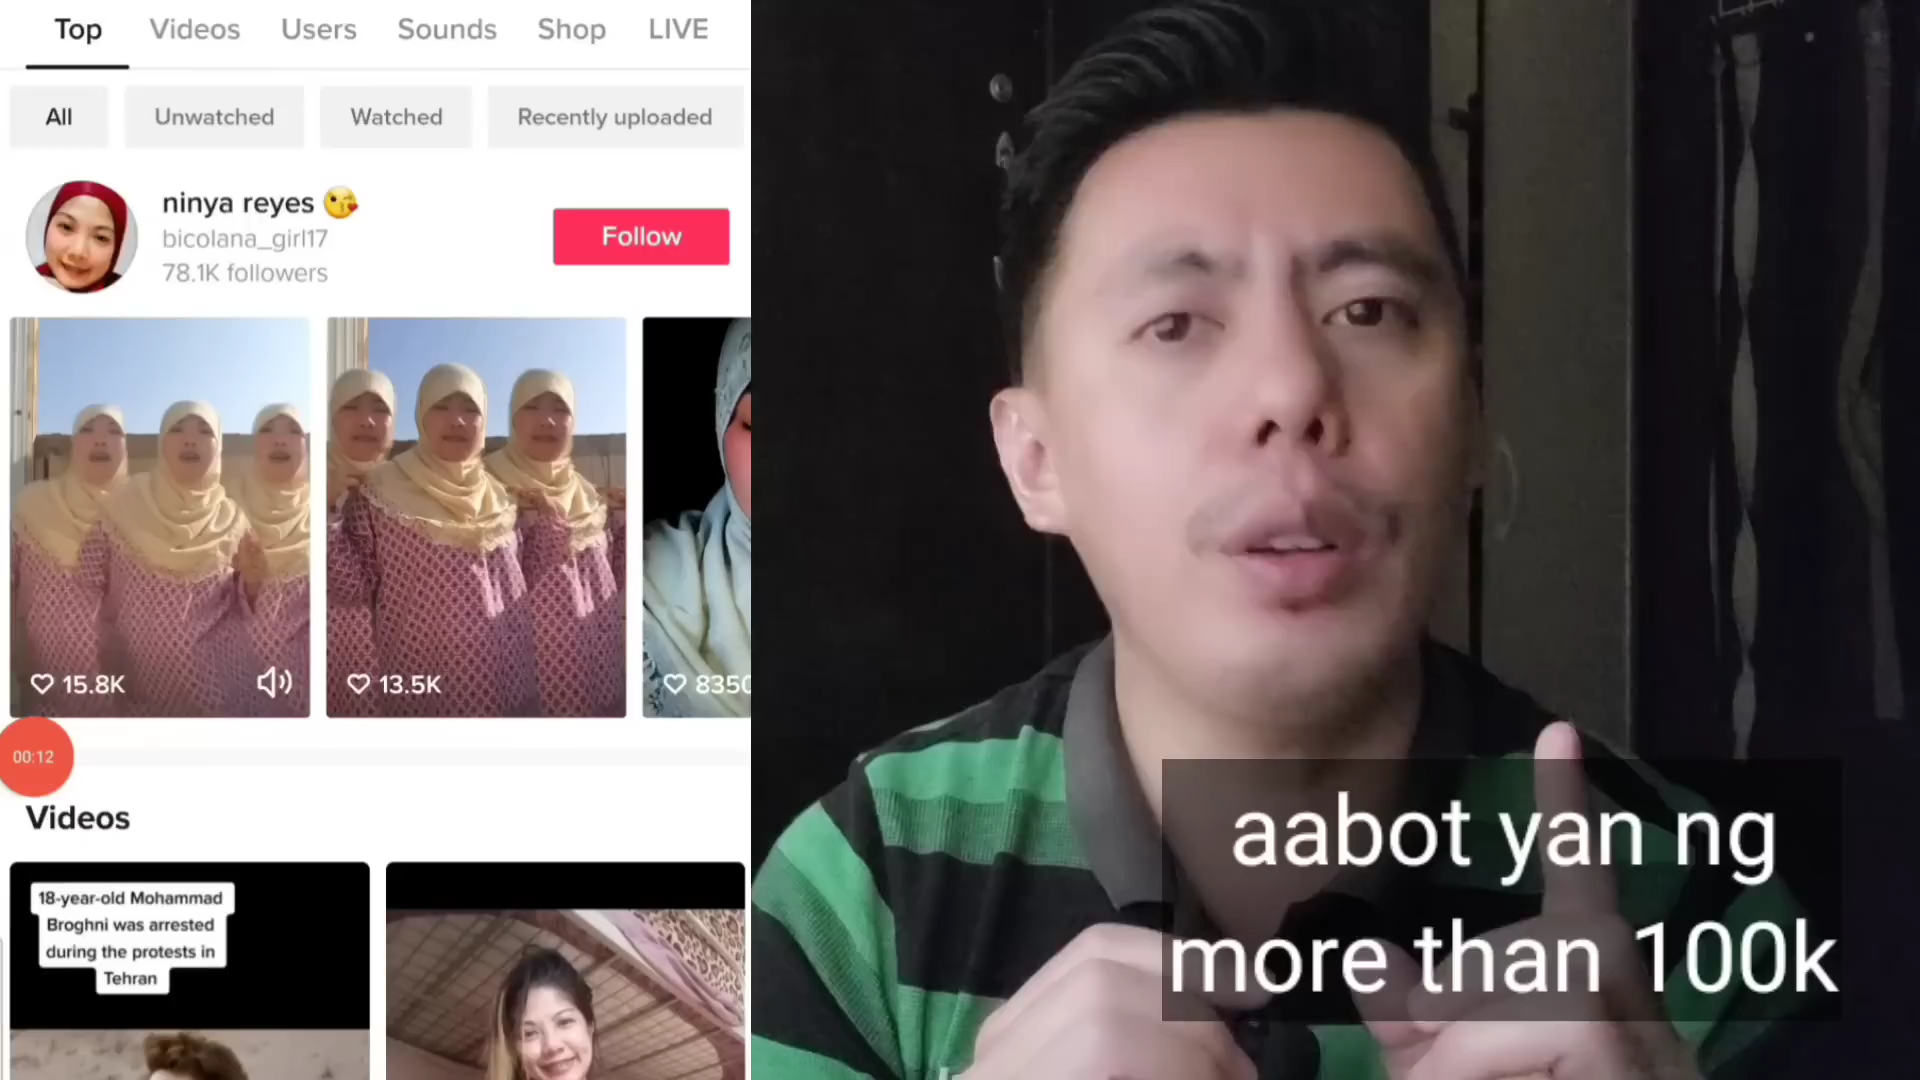 Top Videos Users Sounds Shop LIVE
All Unwatched Watched Recently uploaded
ninya reyes
bicolana_girl17
78.1K followers
Follow
15.8K
13.5K
8350
00:12
Videos
18-year-old Mohammad
Broghni was arrested
during the protests in
Tehran
aabot yan ng
more than 100k